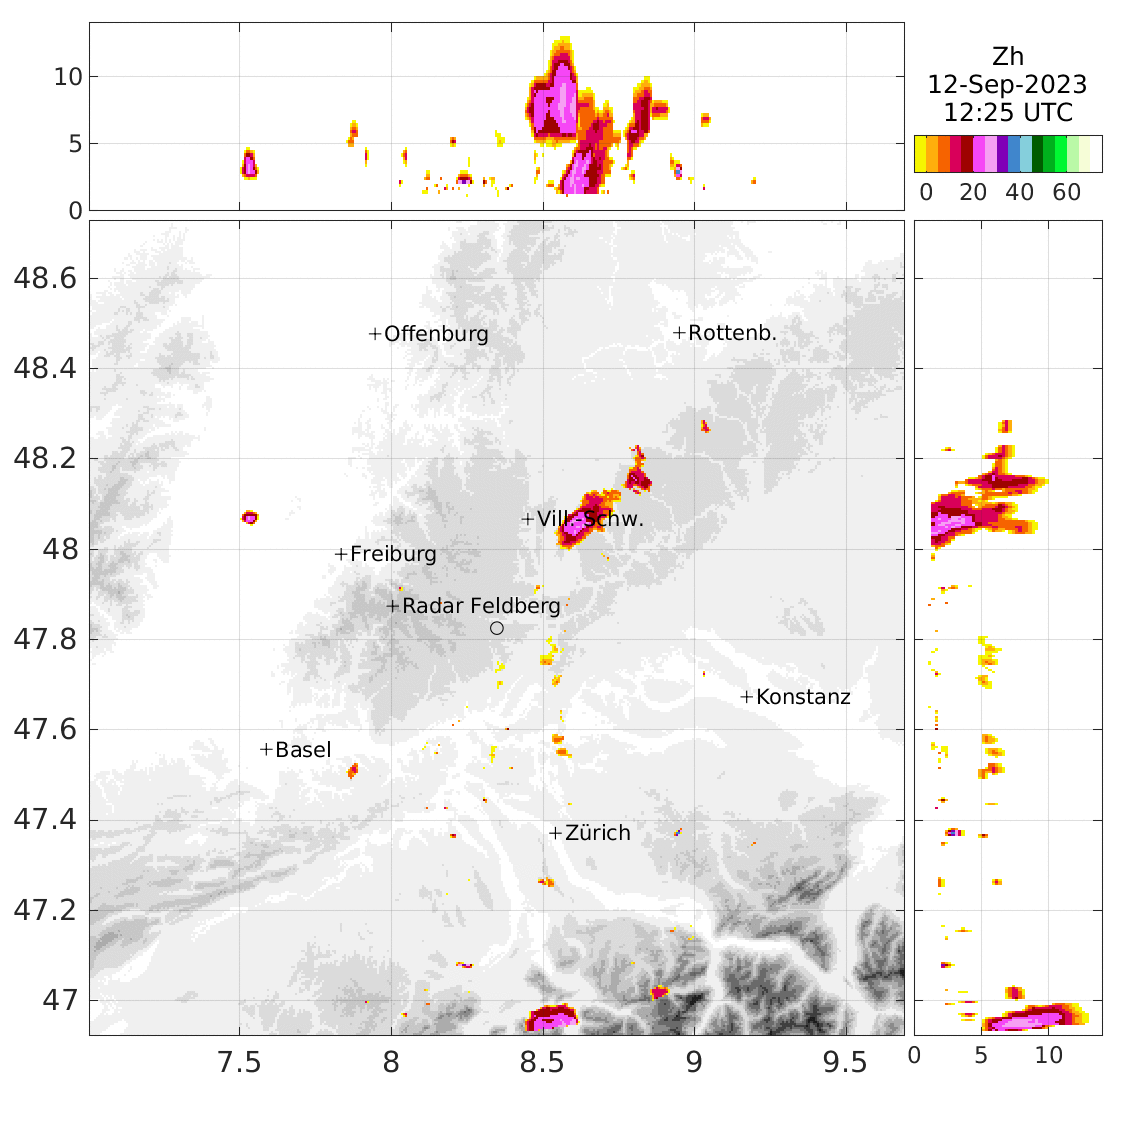 Zh
12-Sep-2023
12:25 UTC
0 20 40 60
10
5
0
48.6
48.4
48.2
48
47.8
47.6
47.4
47.2
47
Offenburg
Rottenb.
Vill.-Schw.
Freiburg
Radar Feldberg
Konstanz
Basel
Zürich
7.5 8 8.5 9 9.5
0 5 10